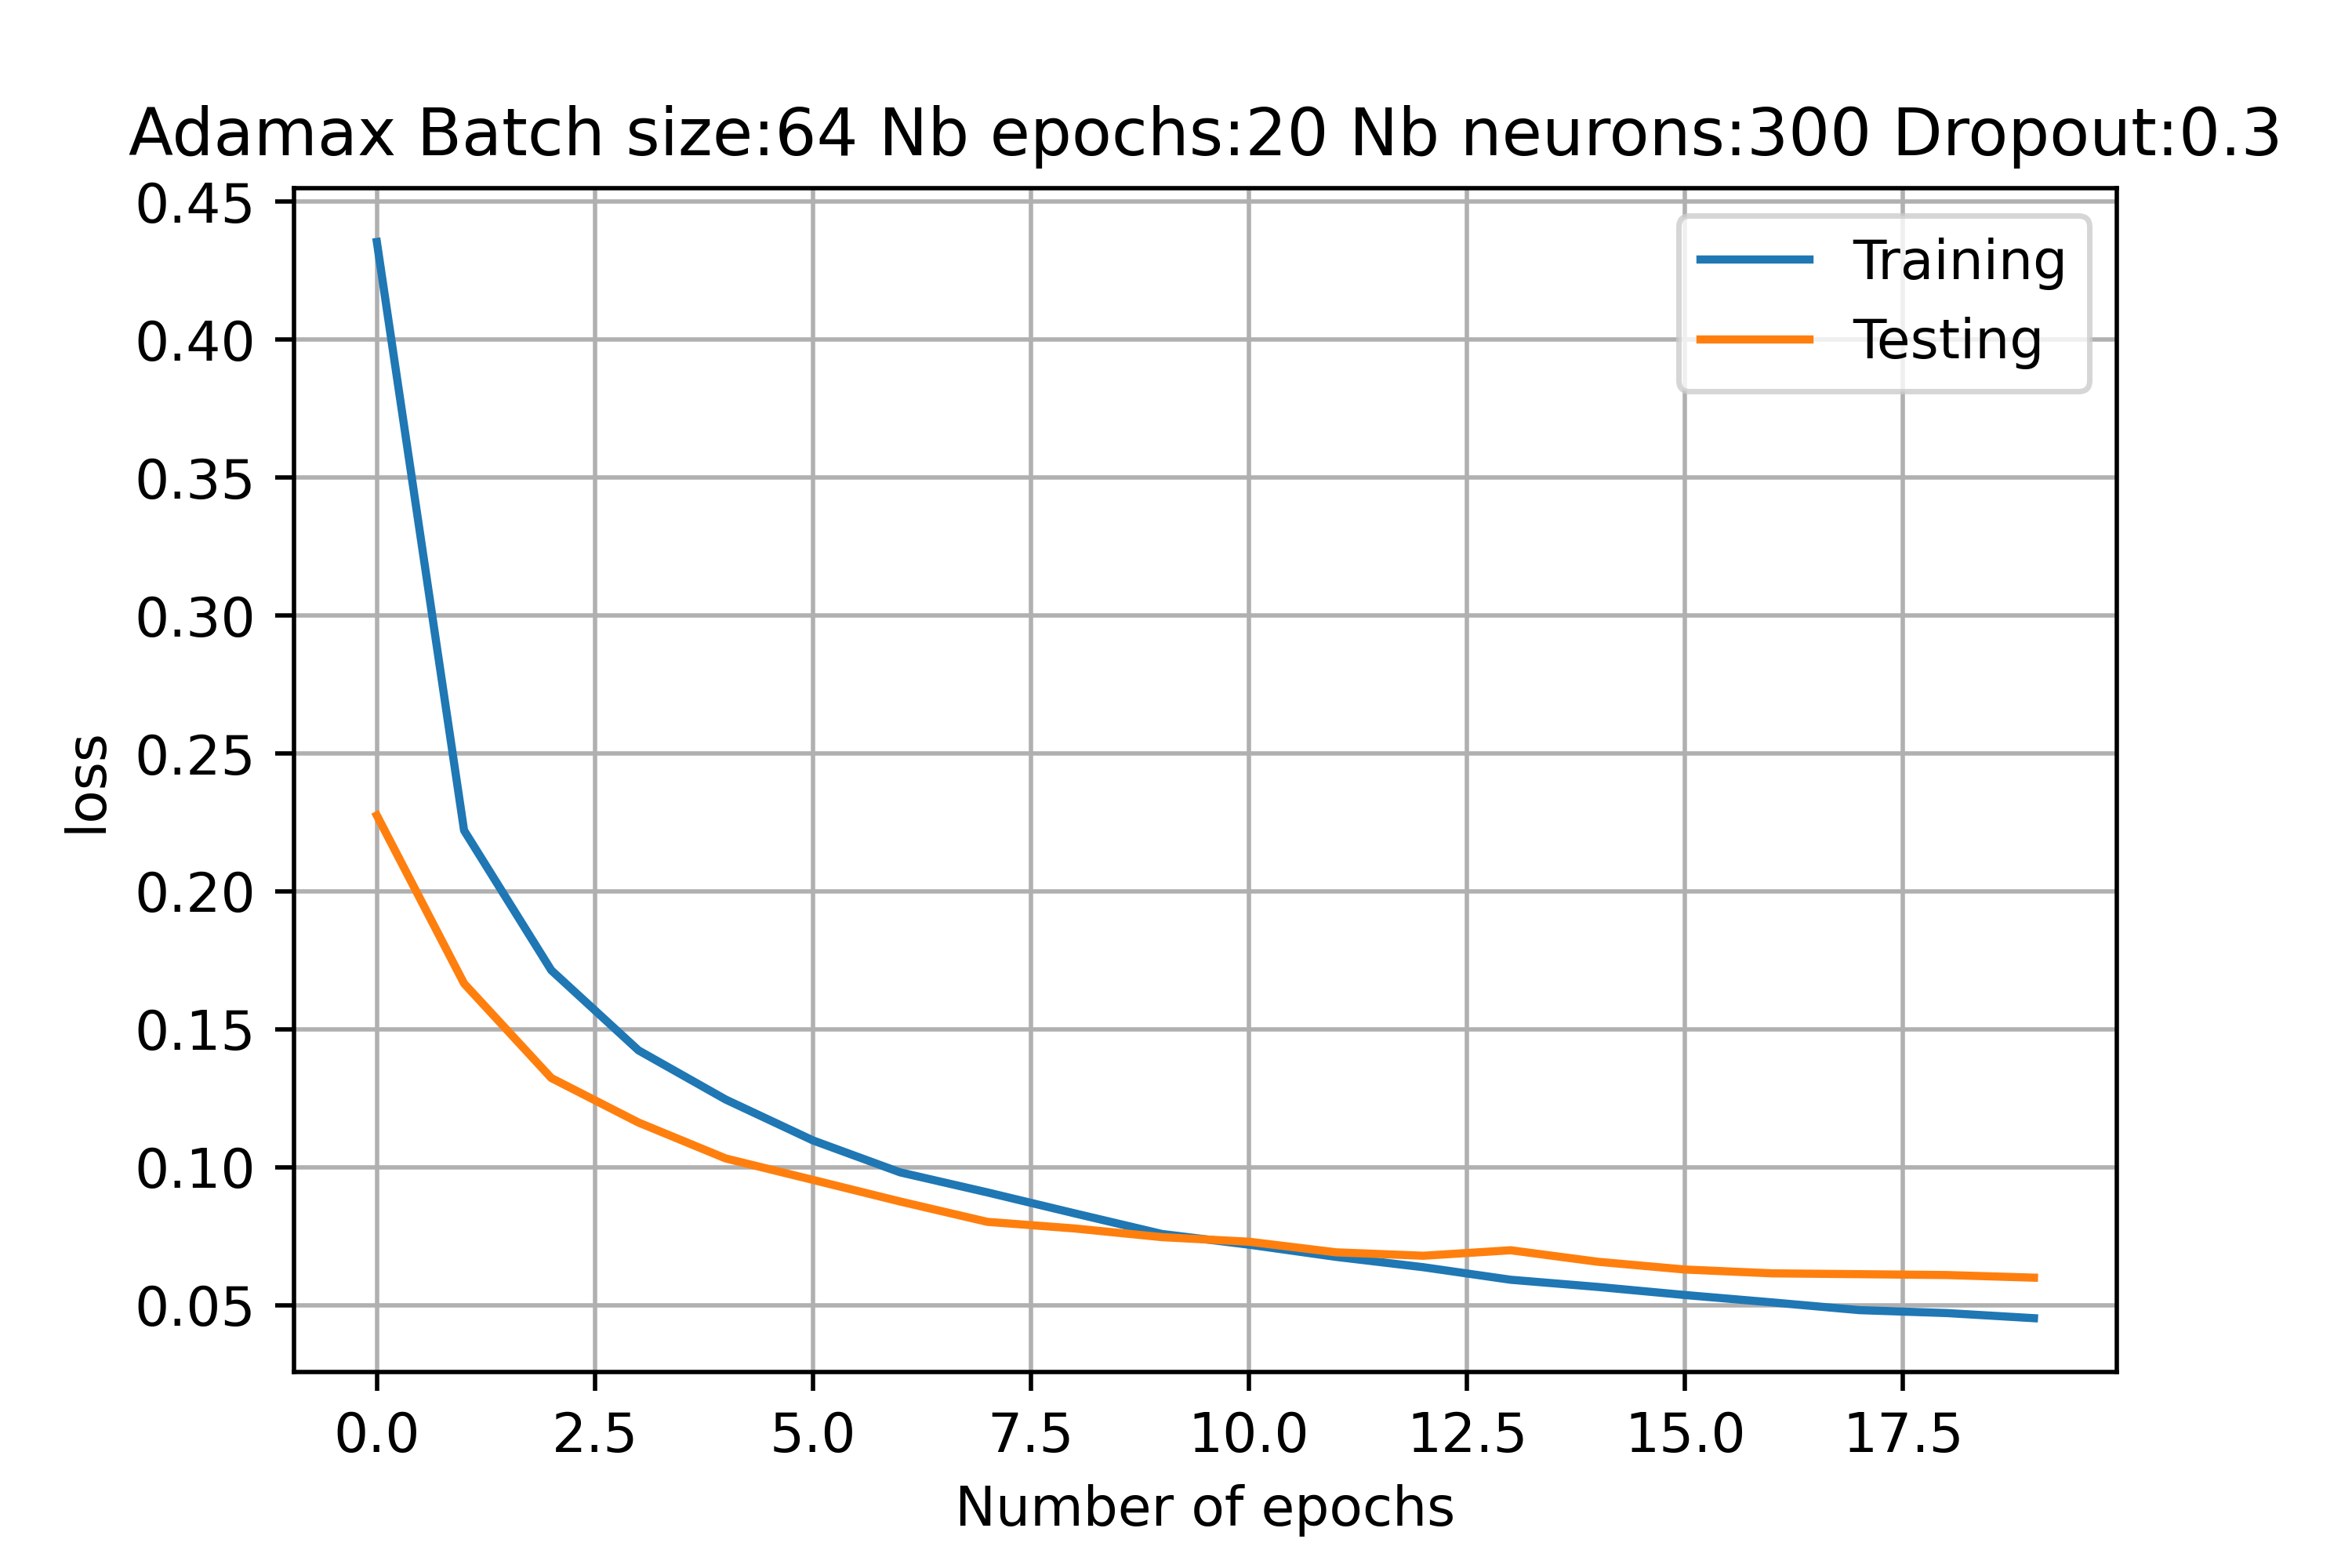 Adamax Batch size:64 Nb epochs:20 Nb neurons:300 Dropout:0.3
0.45
0.40
0.35
0.30
0.25
0.20
0.15
0.10
0.05
loss
Training
Testing
0.0 2.5 5.0 7.5 10.0 12.5 15.0 17.5
Number of epochs